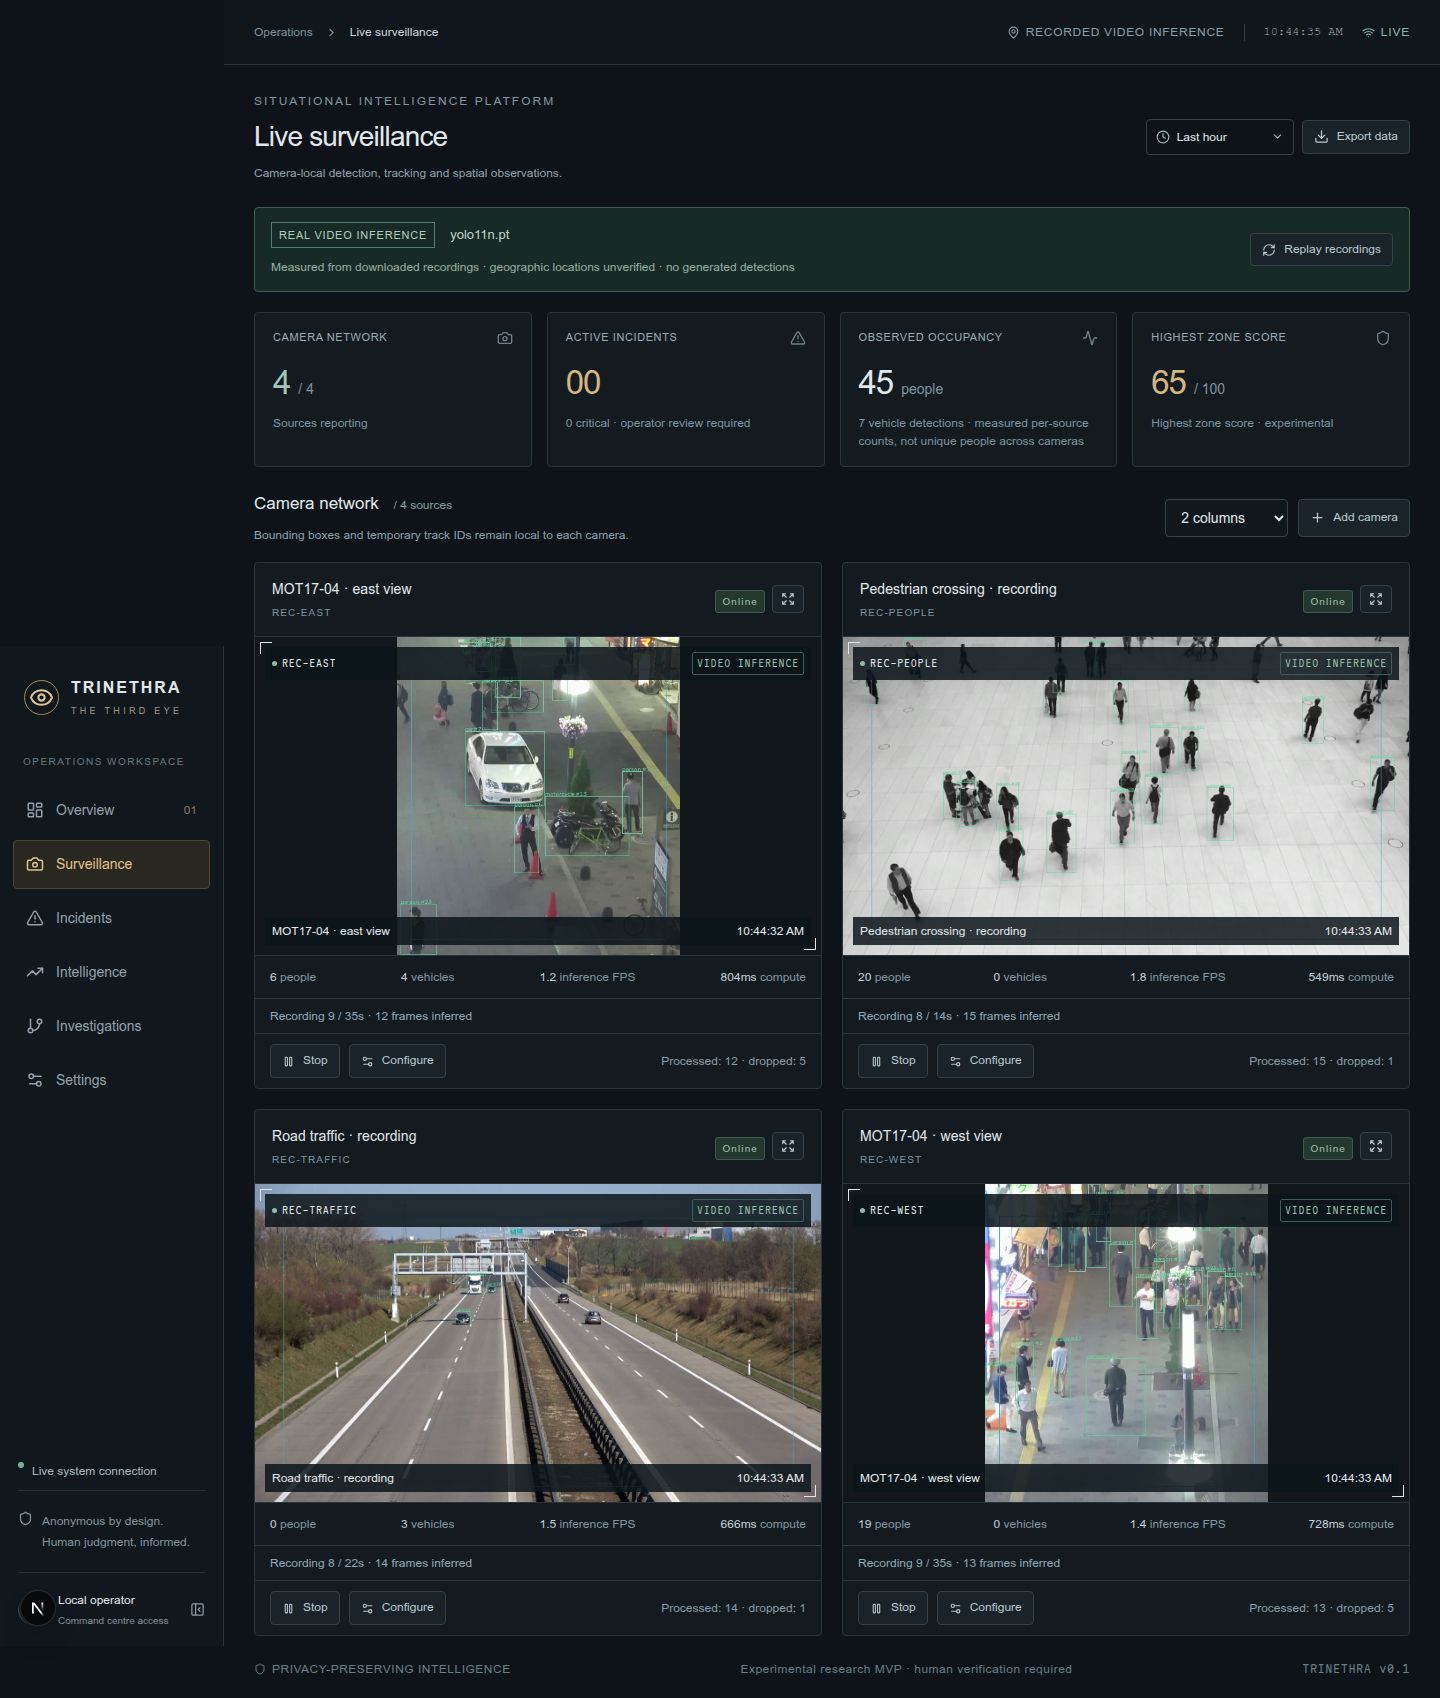 Operations > Live surveillance
RECORDED VIDEO INFERENCE 10:44:35 AM LIVE
SITUATIONAL INTELLIGENCE PLATFORM
Live surveillance
Last hour
Export data
Camera-local detection, tracking and spatial observations.
REAL VIDEO INFERENCE yolo11n.pt
Replay recordings
Measured from downloaded recordings · geographic locations unverified · no generated detections
CAMERA NETWORK
4 / 4
Sources reporting
ACTIVE INCIDENTS
00
0 critical · operator review required
OBSERVED OCCUPANCY
45 people
7 vehicle detections · measured per-source
counts, not unique people across cameras
HIGHEST ZONE SCORE
65 / 100
Highest zone score · experimental
Camera network / 4 sources
Bounding boxes and temporary track IDs remain local to each camera.
2 columns
Add camera
MOT17-04 · east view
REC-EAST
Online
REC-EAST
VIDEO INFERENCE
motorcycle #13
person #23
MOT17-04 · east view 10:44:32 AM
6 people 4 vehicles 1.2 inference FPS 804ms compute
Recording 9 / 35s · 12 frames inferred
Stop Configure Processed: 12 · dropped: 5
Pedestrian crossing · recording
REC-PEOPLE
Online
REC-PEOPLE
VIDEO INFERENCE
Pedestrian crossing · recording 10:44:33 AM
20 people 0 vehicles 1.8 inference FPS 549ms compute
Recording 8 / 14s · 15 frames inferred
Stop Configure Processed: 15 · dropped: 1
Road traffic · recording
REC-TRAFFIC
Online
REC-TRAFFIC
VIDEO INFERENCE
Road traffic · recording 10:44:33 AM
0 people 3 vehicles 1.5 inference FPS 666ms compute
Recording 8 / 22s · 14 frames inferred
Stop Configure Processed: 14 · dropped: 1
MOT17-04 · west view
REC-WEST
Online
REC-WEST
VIDEO INFERENCE
MOT17-04 · west view 10:44:33 AM
19 people 0 vehicles 1.4 inference FPS 728ms compute
Recording 9 / 35s · 13 frames inferred
Stop Configure Processed: 13 · dropped: 5
TRINETHRA
THE THIRD EYE
OPERATIONS WORKSPACE
Overview 01
Surveillance
Incidents
Intelligence
Investigations
Settings
Live system connection
Anonymous by design.
Human judgment, informed.
N
Local operator
Command centre access
PRIVACY-PRESERVING INTELLIGENCE
Experimental research MVP · human verification required
TRINETHRA v0.1